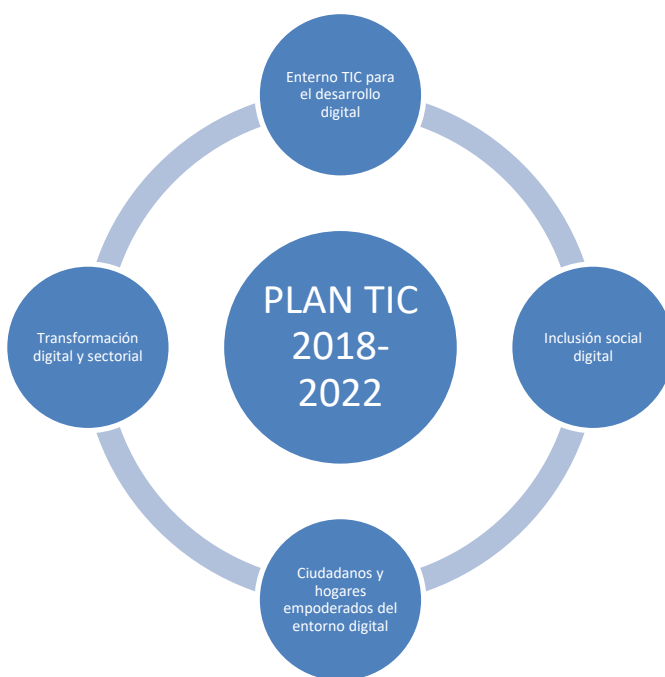 Enterno TIC para
el desarrollo
digital
PLAN TIC
2018-
2022
Transformación
digital y sectorial
Inclusión social
digital
Ciudadanos y
hogares
empoderados del
entorno digital